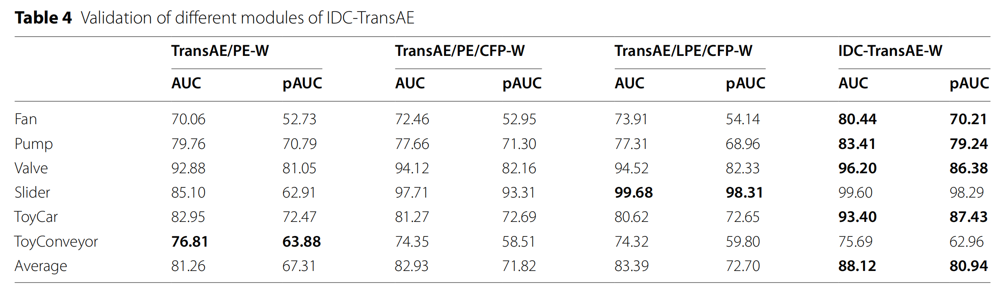 Table 4 Validation of different modules of IDC-TransAE
TransAE/PE-W TransAE/PE/CFP-W TransAE/LPE/CFP-W IDC-TransAE-W
AUC pAUC AUC pAUC AUC pAUC AUC pAUC
Fan 70.06 52.73 72.46 52.95 73.91 54.14 80.44 70.21
Pump 79.76 70.79 77.66 71.30 77.31 68.96 83.41 79.24
Valve 92.88 81.05 94.12 82.16 94.52 82.33 96.20 86.38
Slider 85.10 62.91 97.71 93.31 99.68 98.31 99.60 98.29
ToyCar 82.95 72.47 81.27 72.69 80.62 72.65 93.40 87.43
ToyConveyor 76.81 63.88 74.35 58.51 74.32 59.80 75.69 62.96
Average 81.26 67.31 82.93 71.82 83.39 72.70 88.12 80.94